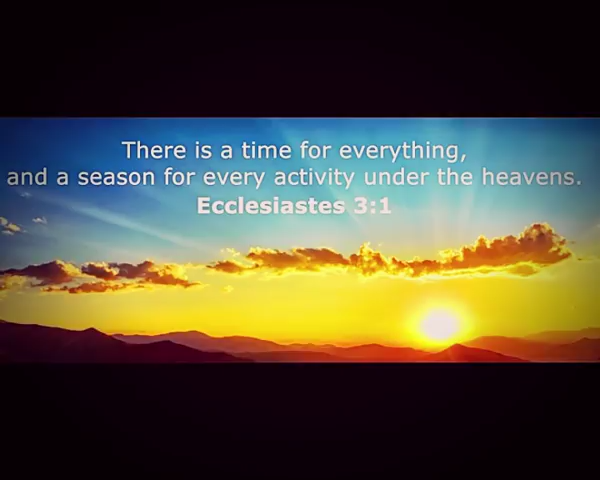 There is a time for everything,
and a season for every activity under the heavens.
Ecclesiastes 3:1